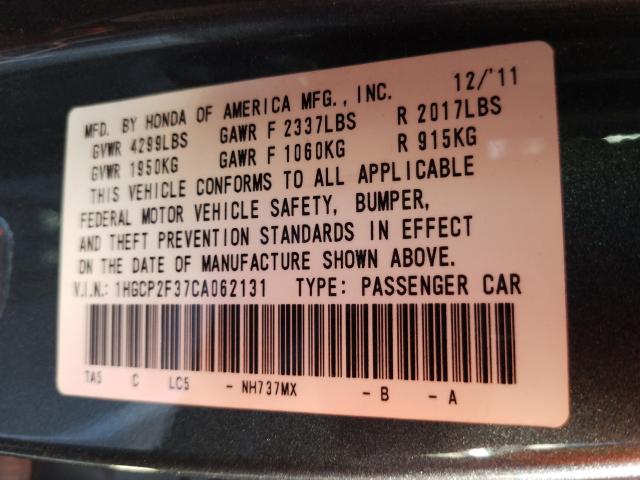 MFD. BY HONDA OF AMERICA MFG., INC. 12/'11
GVWR 4299LBS GAWR F 2337LBS R 2017LBS
GVWR 1950KG GAWR F 1060KG R 915KG
THIS VEHICLE CONFORMS TO ALL APPLICABLE
FEDERAL MOTOR VEHICLE SAFETY, BUMPER,
AND THEFT PREVENTION STANDARDS IN EFFECT
ON THE DATE OF MANUFACTURE SHOWN ABOVE.
V.I.N.: 1HGCP2F37CA062131 TYPE: PASSENGER CAR
TA5 C LC5 - NH737MX - B - A